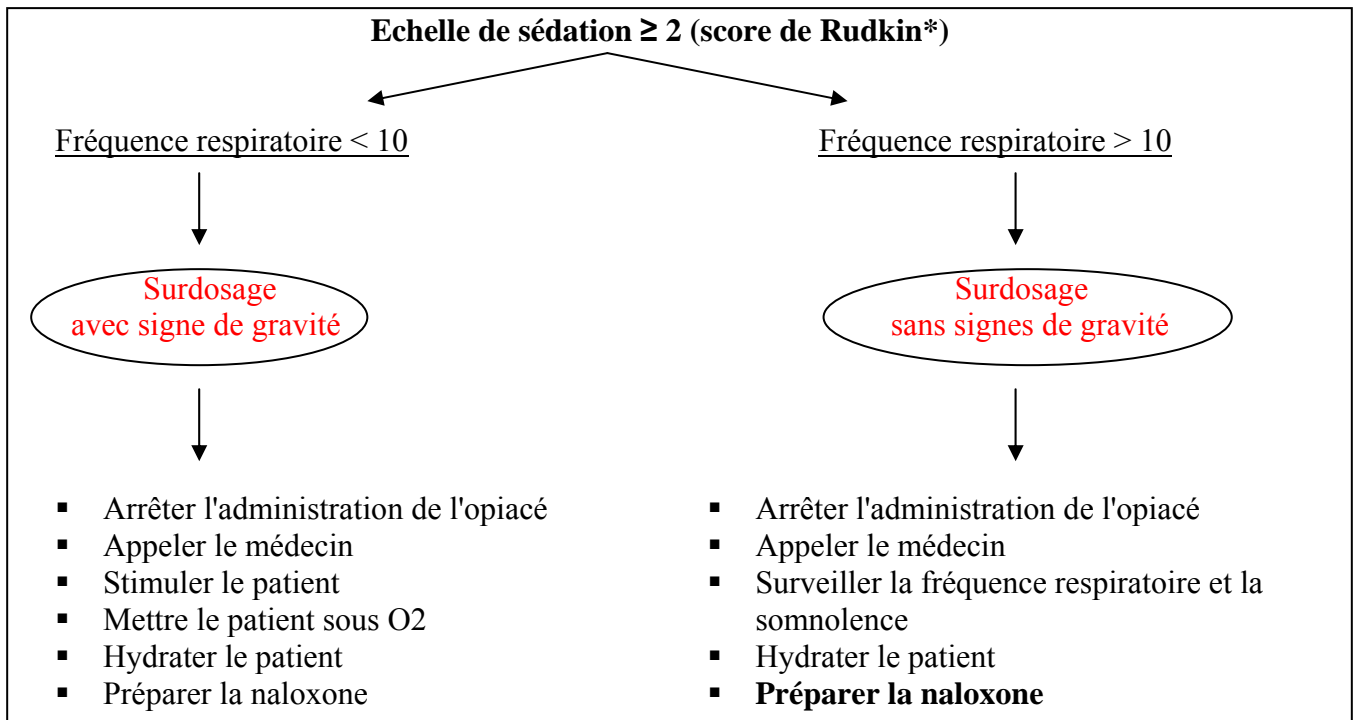 Echelle de sédation ≥ 2 (score de Rudkin*)
Fréquence respiratoire < 10
Surdosage
avec signe de gravité
▪ Arrêter l'administration de l'opiacé
▪ Appeler le médecin
▪ Stimuler le patient
▪ Mettre le patient sous O2
▪ Hydrater le patient
▪ Préparer la naloxone
Fréquence respiratoire > 10
Surdosage
sans signes de gravité
▪ Arrêter l'administration de l'opiacé
▪ Appeler le médecin
▪ Surveiller la fréquence respiratoire et la
somnolence
▪ Hydrater le patient
▪ Préparer la naloxone